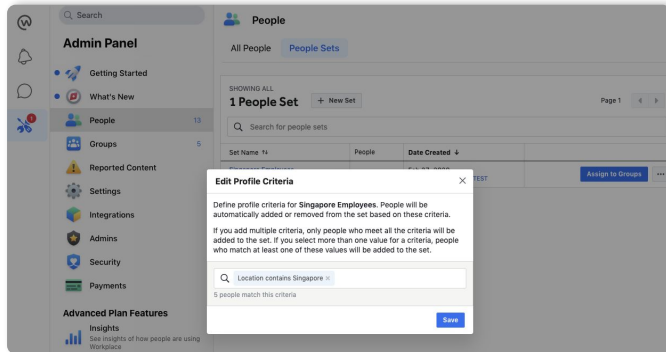 Search
Admin Panel
Getting Started
What's New
People 13
Groups 5
Reported Content
Settings
Integrations
Admins
Security
Payments
Advanced Plan Features
Insights
See insights of how people are using
Workplace
People
All People People Sets
SHOWING ALL
1 People Set + New Set Page 1
Search for people sets
Set Name People Date Created
TEST Assign to Groups
Edit Profile Criteria
Define profile criteria for Singapore Employees. People will be
automatically added or removed from the set based on these criteria.
If you add multiple criteria, only people who meet all the criteria will be
added to the set. If you select more than one value for a criteria, people
who match at least one of these values will be added to the set.
Location contains Singapore ×
5 people match this criteria
Save